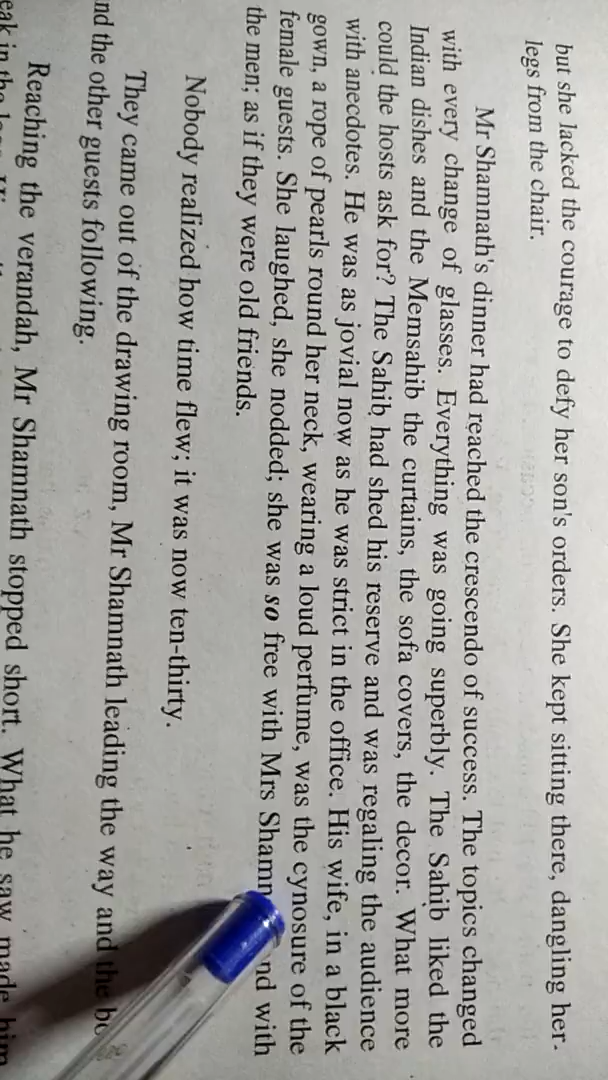 but she lacked the courage to defy her son's orders. She kept sitting there, dangling her
legs from the chair.
Mr Shamnath's dinner had reached the crescendo of success. The topics changed
with every change of glasses. Everything was going superbly. The Sahib liked the
Indian dishes and the Memsahib the curtains, the sofa covers, the decor. What more
could the hosts ask for? The Sahib had shed his reserve and was regaling the audience
with anecdotes. He was as jovial now as he was strict in the office. His wife, in a black
gown, a rope of pearls round her neck, wearing a loud perfume, was the cynosure of the
female guests. She laughed, she nodded; she was so free with Mrs Shamn nd with
the men; as if they were old friends.
Nobody realized how time flew; it was now ten-thirty.
They came out of the drawing room, Mr Shamnath leading the way and the
nd the other guests following.
Reaching the verandah, Mr Shamnath stopped short. What he saw made him
in the